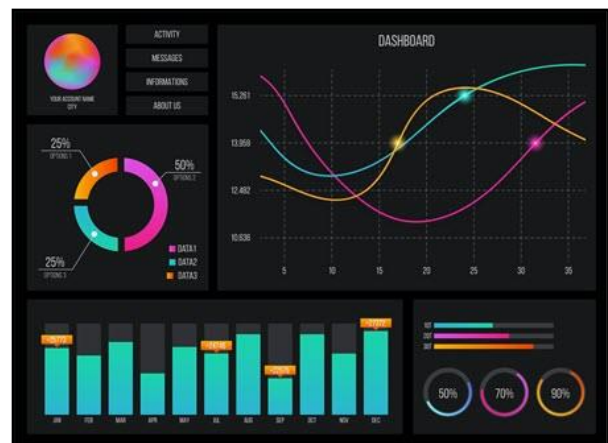 ACTIVITY
MESSAGES
INFORMATIONS
ABOUT US
YOUR ACCOUNT NAME
CITY
DASHBOARD
15.261
13.959
12.482
10.636
5
10
15
20
25
30
35
25%
OPTIONS 1
50%
OPTIONS 2
25%
OPTIONS 3
DATA1
DATA2
DATA3
JAN
FEB
MAR
APR
MAY
JUL
AUG
SEP
OCT
NOV
DEC
50%
70%
90%